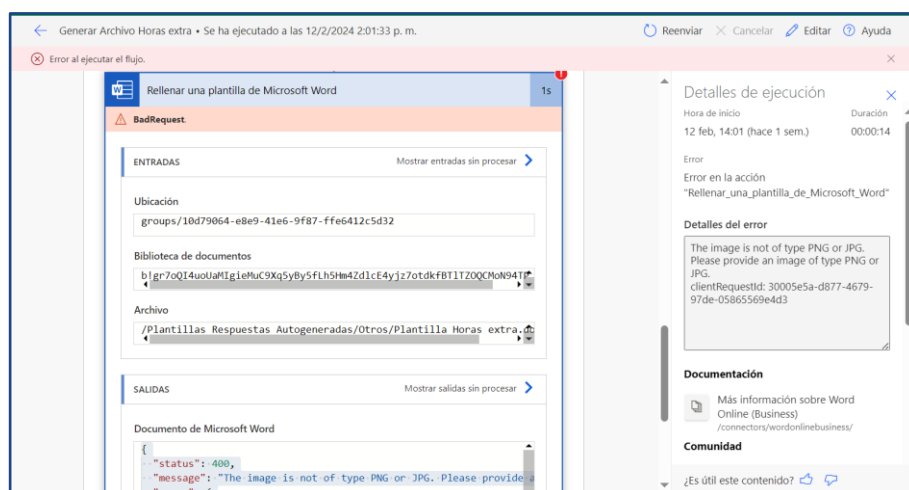 Generar Archivo Horas extra • Se ha ejecutado a las 12/2/2024 2:01:33 p. m.
Reenviar Cancelar Editar Ayuda
Error al ejecutar el flujo.
Rellenar una plantilla de Microsoft Word 1s
BadRequest.
ENTRADAS Mostrar entradas sin procesar
Ubicación
groups/10d79064-e8e9-41e6-9f87-ffe6412c5d32
Biblioteca de documentos
b!gr7oQI4uoUaMIgieMuC9Xq5yBy5fLh5Hm4ZdlcE4yjz7otdkfBTlTZOQCMoN94T
Archivo
/Plantillas Respuestas Autogeneradas/Otros/Plantilla Horas extra.
SALIDAS Mostrar salidas sin procesar
Documento de Microsoft Word
{
"status": 400,
"message": "The image is not of type PNG or JPG. Please provide
Detalles de ejecución
Hora de inicio Duración
12 feb, 14:01 (hace 1 sem.) 00:00:14
Error
Error en la acción
"Rellenar_una_plantilla_de_Microsoft_Word"
Detalles del error
The image is not of type PNG or JPG.
Please provide an image of type PNG or
JPG.
clientRequestId: 30005e5a-d877-4679-
97de-05865569e4d3
Documentación
Más información sobre Word
Online (Business)
/connectors/wordonlinebusiness/
Comunidad
¿Es útil este contenido?